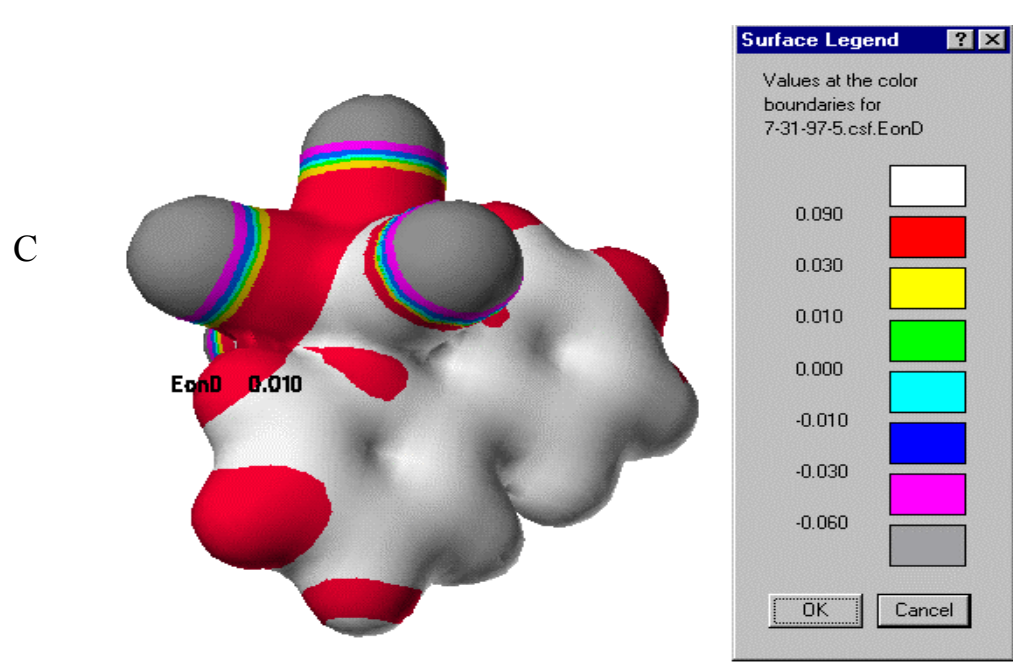 C
EonD 0.010
Surface Legend
Values at the color
boundaries for
7-31-97-5.csf.EonD
0.090
0.030
0.010
0.000
-0.010
-0.030
-0.060
OK Cancel